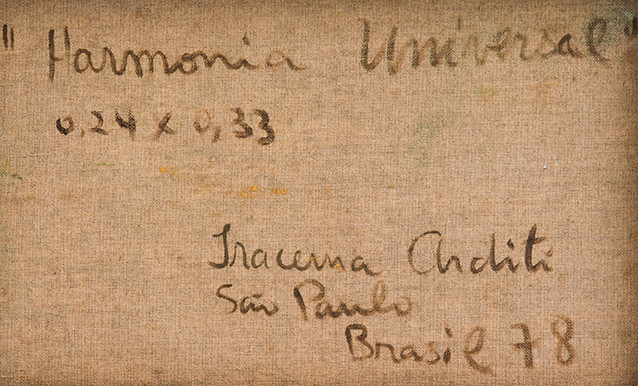 "Harmonia Universal"
0,24 x 0,33
Iracema Arditi
São Paulo
Brasil 78